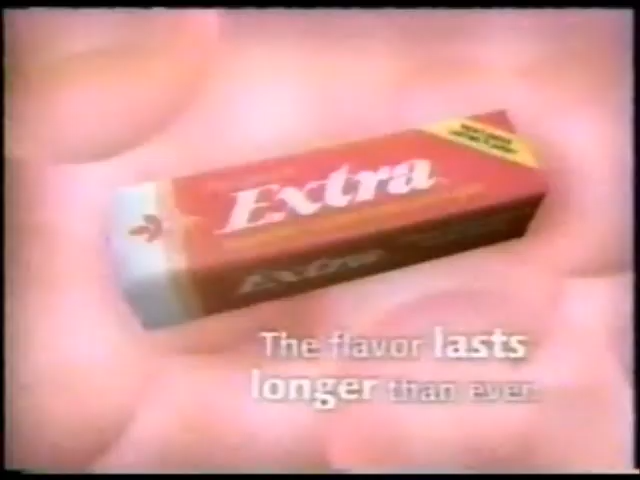 Extra
Extra
The flavor lasts
longer than ever.